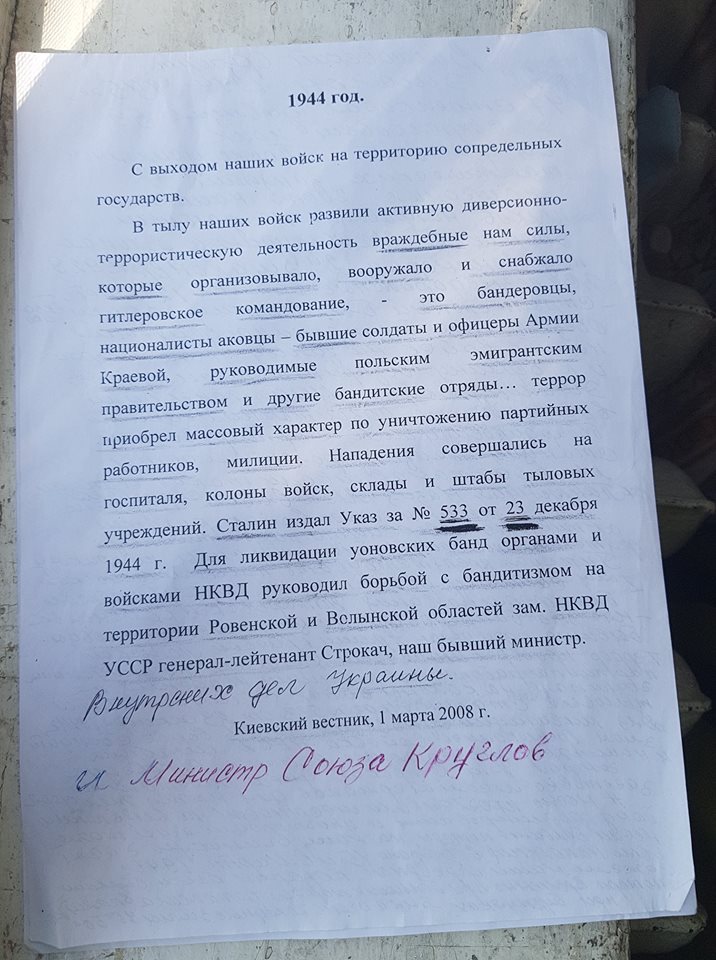 1944 год.
С выходом наших войск на территорию сопредельных
государств.
В тылу наших войск развили активную диверсионно-
террористическую деятельность враждебные нам силы,
которые организовывало, вооружало и снабжало
гитлеровское командование, - это бандеровцы,
националисты аковцы – бывшие солдаты и офицеры Армии
Краевой, руководимые польским эмигрантским
правительством и другие бандитские отряды… террор
приобрел массовый характер по уничтожению партийных
работников, милиции. Нападения совершались на
госпиталя, колоны войск, склады и штабы тыловых
учреждений. Сталин издал Указ за № 533 от 23 декабря
1944 г. Для ликвидации уоновских банд органами и
войсками НКВД руководил борьбой с бандитизмом на
территории Ровенской и Волынской областей зам. НКВД
УССР генерал-лейтенант Строкач, наш бывший министр.
Внутрених дел Украины.
Киевский вестник, 1 марта 2008 г.
и Министр Союза Круглов